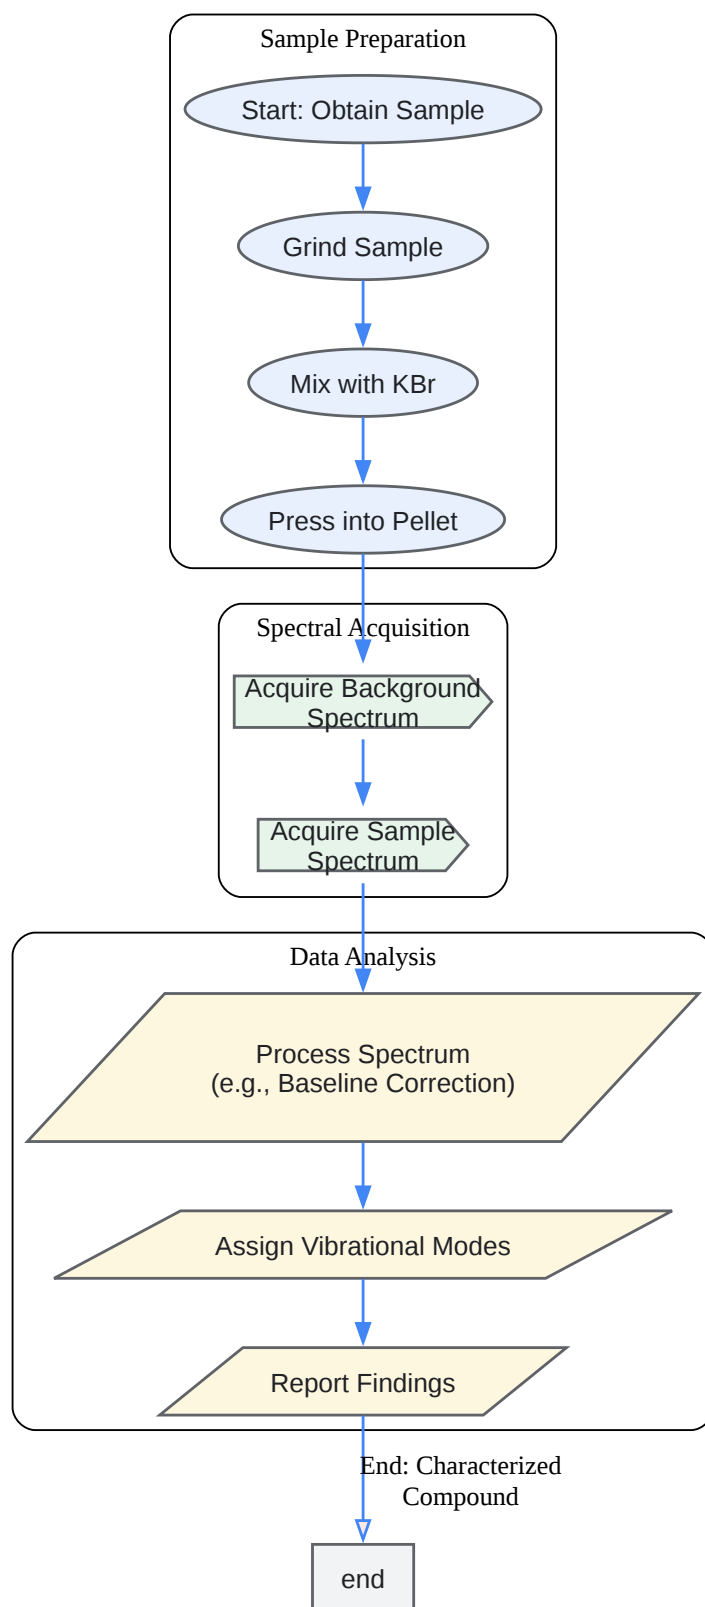 Sample Preparation
Start: Obtain Sample
Grind Sample
Mix with KBr
Press into Pellet
Spectral Acquisition
Acquire Background
Spectrum
Acquire Sample
Spectrum
Data Analysis
Process Spectrum
(e.g., Baseline Correction)
Assign Vibrational Modes
Report Findings
End: Characterized
Compound
end